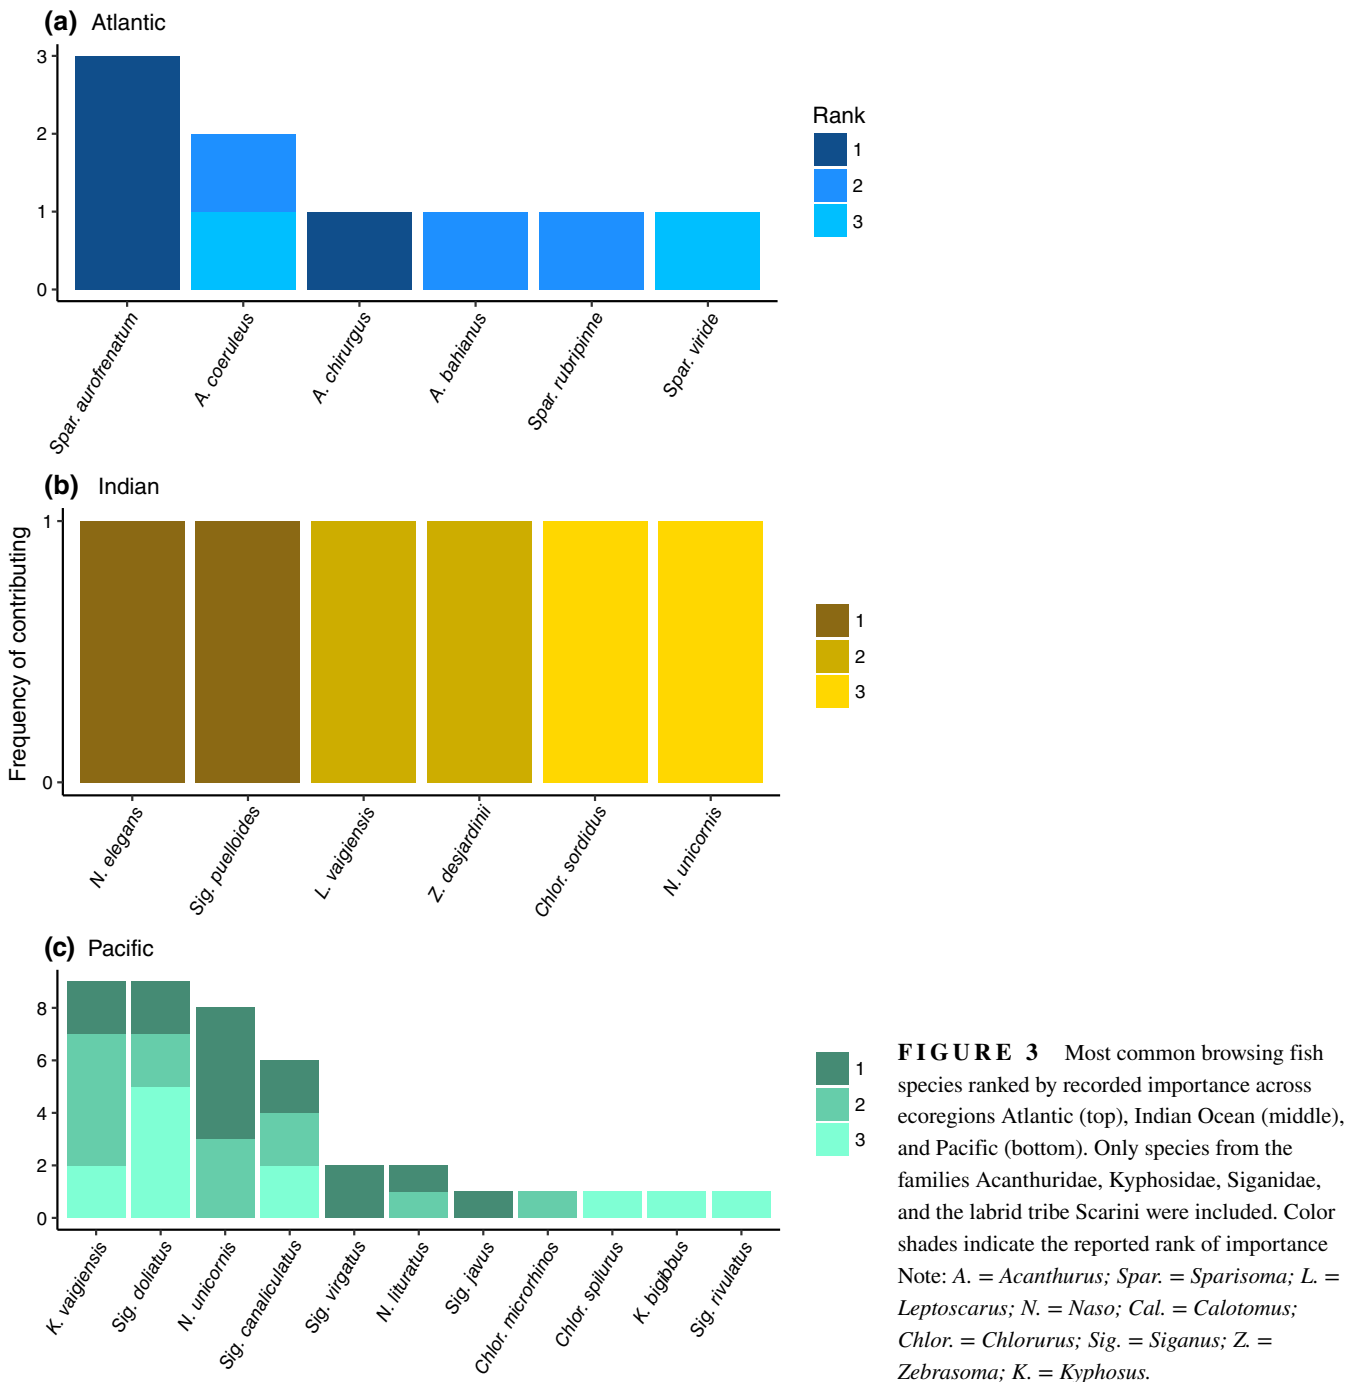 (a) Atlantic
3
2
1
0
Spar. aurofrenatum
A. coeruleus
A. chirurgus
A. bahianus
Spar. rubripinne
Spar. viride
Rank
1
2
3
(b) Indian
Frequency of contributing
1
0
N. elegans
Sig. puelloides
L. vaigiensis
Z. desjardinii
Chlor. sordidus
N. unicornis
1
2
3
(c) Pacific
8
6
4
2
0
K. vaigiensis
Sig. doliatus
N. unicornis
Sig. canaliculatus
Sig. virgatus
N. lituratus
Sig. javus
Chlor. microrhinos
Chlor. spilurus
K. bigibbus
Sig. rivulatus
1
2
3
FIGURE 3 Most common browsing fish
species ranked by recorded importance across
ecoregions Atlantic (top), Indian Ocean (middle),
and Pacific (bottom). Only species from the
families Acanthuridae, Kyphosidae, Siganidae,
and the labrid tribe Scarini were included. Color
shades indicate the reported rank of importance
Note: A. = Acanthurus; Spar. = Sparisoma; L. =
Leptoscarus; N. = Naso; Cal. = Calotomus;
Chlor. = Chlorurus; Sig. = Siganus; Z. =
Zebrasoma; K. = Kyphosus.